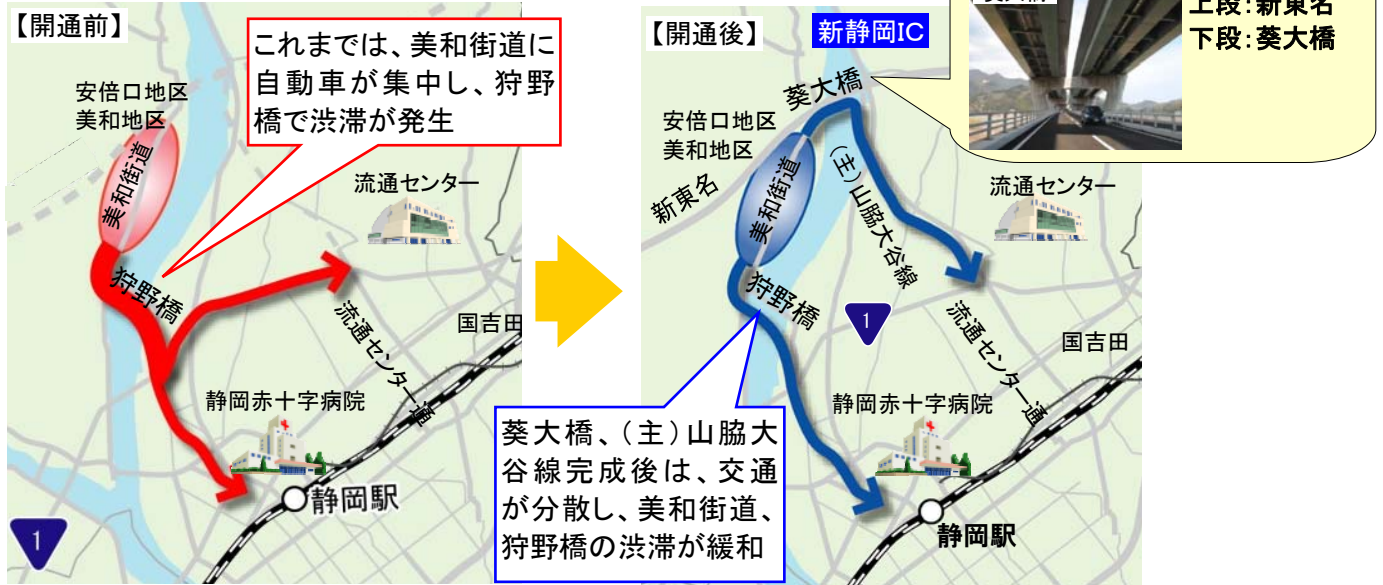 【開通前】
これまでは、美和街道に
自動車が集中し、狩野
橋で渋滞が発生
安倍口地区
美和地区
美和街道
狩野橋
流通センター
流通センター通
国吉田
静岡赤十字病院
静岡駅
1
【開通後】
新静岡IC
上段:新東名
下段:葵大橋
葵大橋
安倍口地区
美和地区
新東名
美和街道
(主)山脇大谷線
流通センター
狩野橋
1
流通センター通
国吉田
静岡赤十字病院
静岡駅
葵大橋、(主)山脇大
谷線完成後は、交通
が分散し、美和街道、
狩野橋の渋滞が緩和